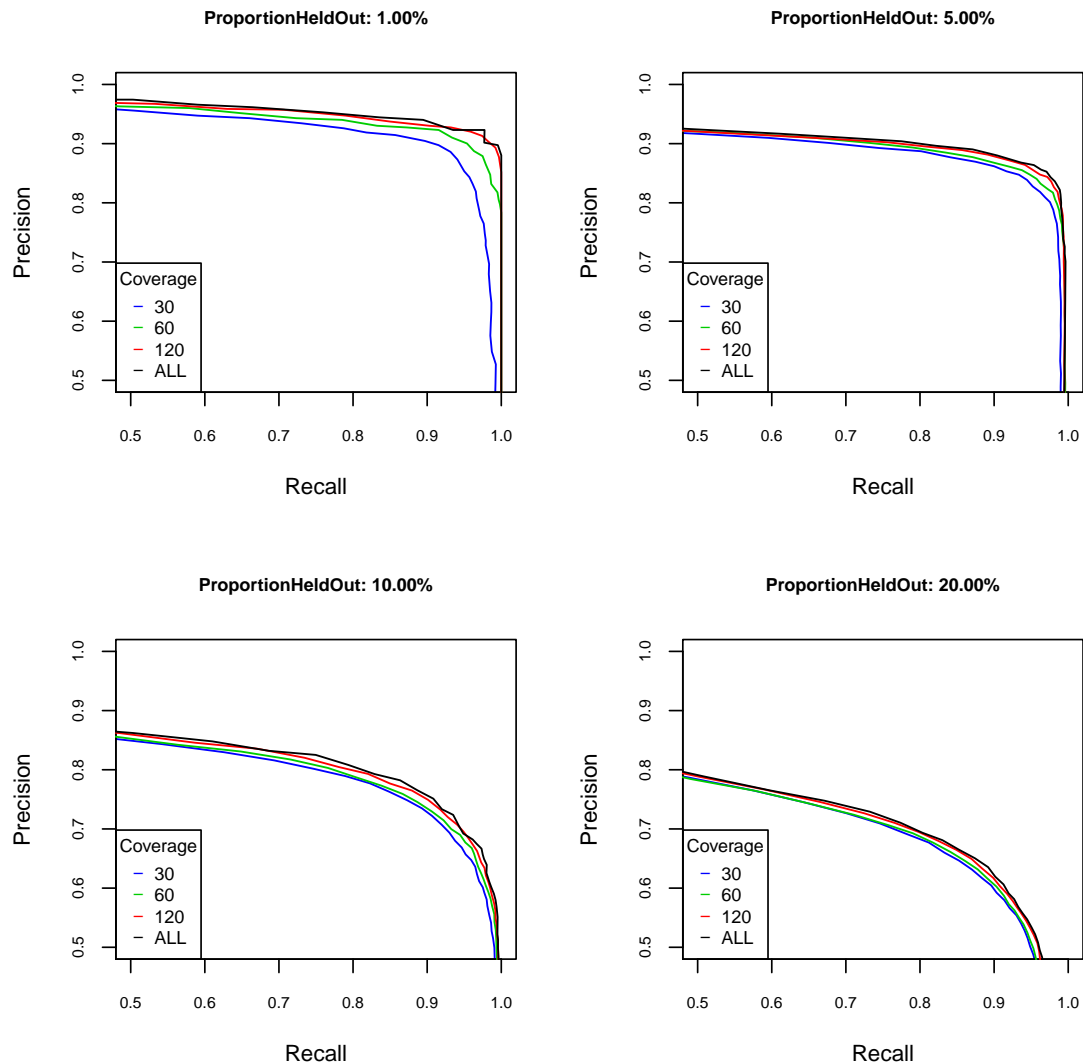 ProportionHeldOut: 1.00%
Precision
1.0
0.9
0.8
0.7
0.6
0.5
Coverage
30
60
120
ALL
0.5 0.6 0.7 0.8 0.9 1.0
Recall
ProportionHeldOut: 5.00%
Precision
1.0
0.9
0.8
0.7
0.6
0.5
Coverage
30
60
120
ALL
0.5 0.6 0.7 0.8 0.9 1.0
Recall
ProportionHeldOut: 10.00%
Precision
1.0
0.9
0.8
0.7
0.6
0.5
Coverage
30
60
120
ALL
0.5 0.6 0.7 0.8 0.9 1.0
Recall
ProportionHeldOut: 20.00%
Precision
1.0
0.9
0.8
0.7
0.6
0.5
Coverage
30
60
120
ALL
0.5 0.6 0.7 0.8 0.9 1.0
Recall